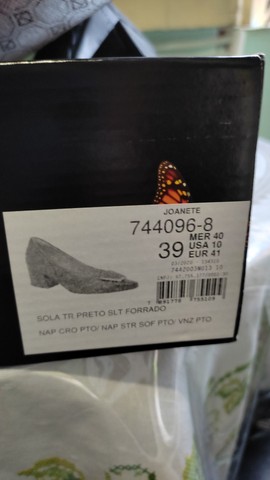 JOANETE
744096-8
39 MER 40
USA 10
EUR 41
SOLA TR PRETO SLT FORRADO
NAP CRO PTO/ NAP STR SOF PTO/ VNZ PTO